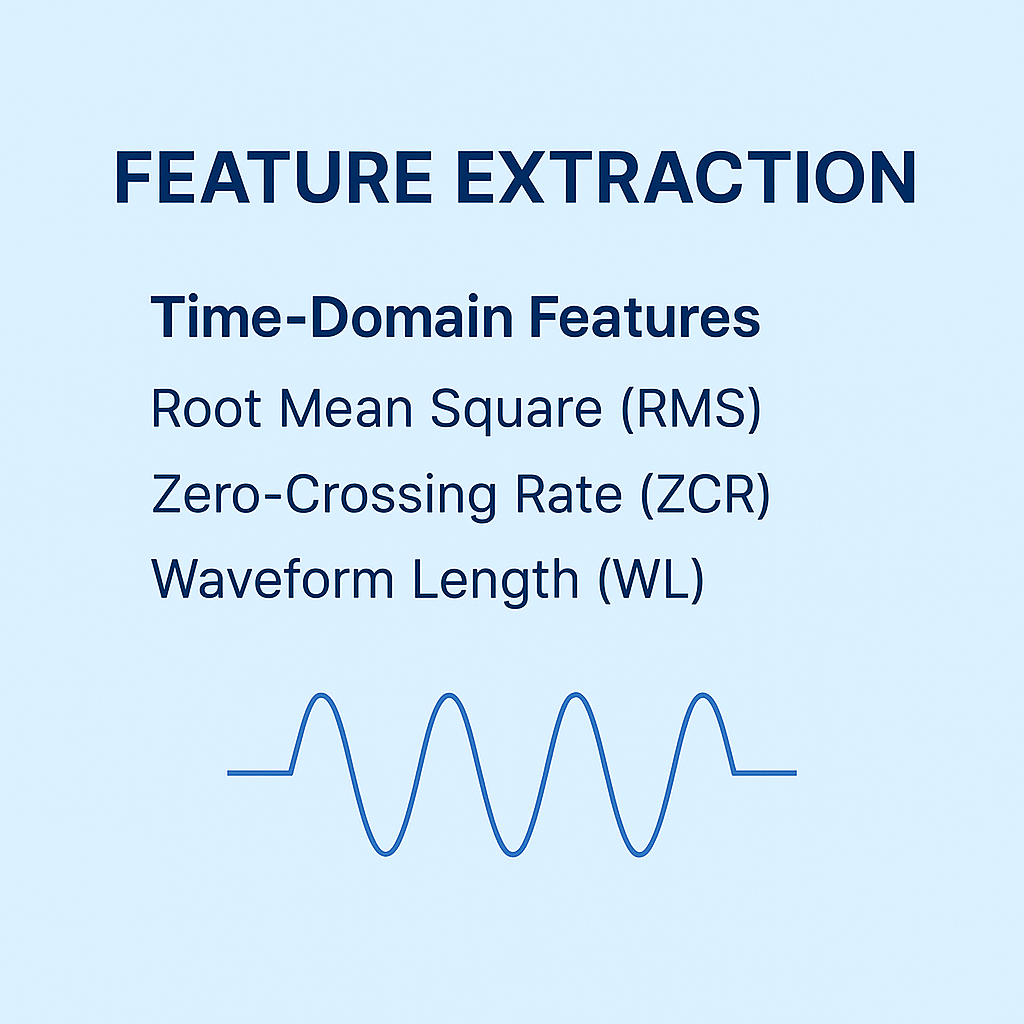 FEATURE EXTRACTION
Time-Domain Features
Root Mean Square (RMS)
Zero-Crossing Rate (ZCR)
Waveform Length (WL)